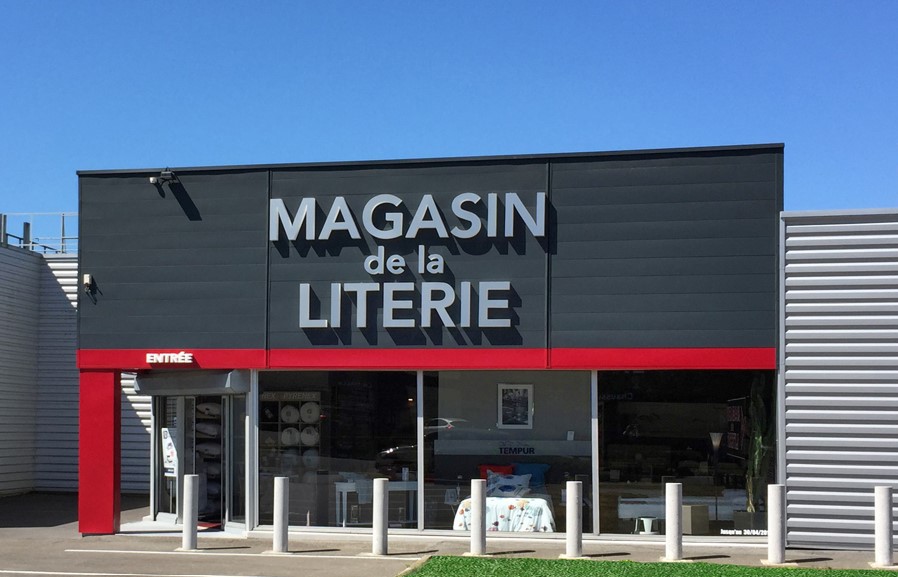 MAGASIN
de la
LITERIE
ENTRÉE
TEMPUR